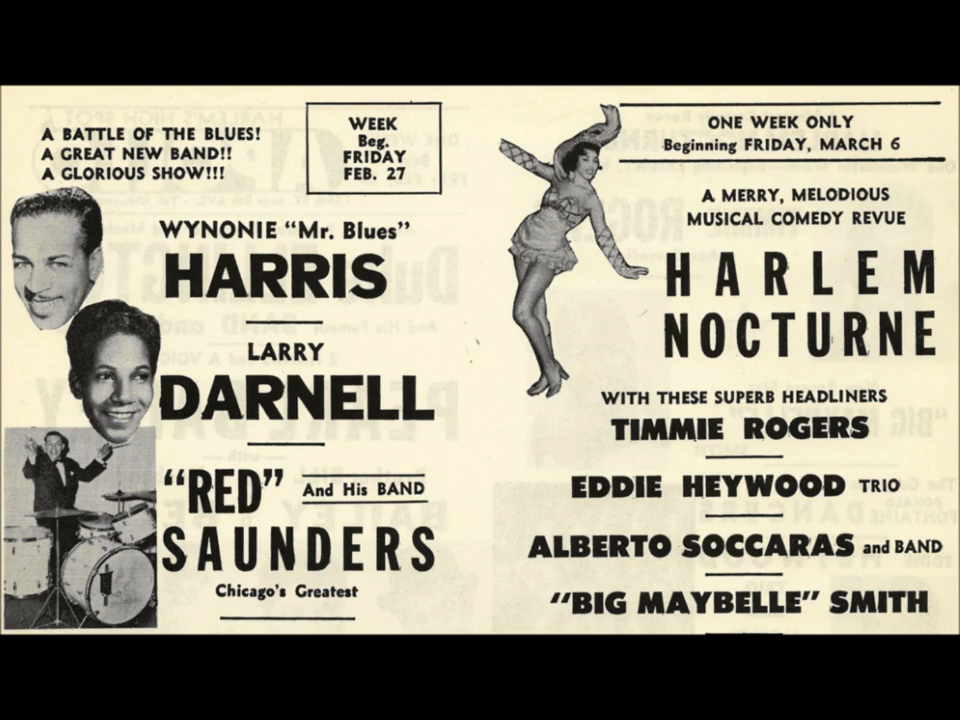 A BATTLE OF THE BLUES!
A GREAT NEW BAND!!
A GLORIOUS SHOW!!!
WEEK
Beg.
FRIDAY
FEB. 27
WYNONIE "Mr. Blues"
HARRIS
LARRY
DARNELL
"RED" And His BAND
SAUNDERS
Chicago's Greatest
ONE WEEK ONLY
Beginning FRIDAY, MARCH 6
A MERRY, MELODIOUS
MUSICAL COMEDY REVUE
HARLEM
NOCTURNE
WITH THESE SUPERB HEADLINERS
TIMMIE ROGERS
EDDIE HEYWOOD TRIO
ALBERTO SOCCARAS and BAND
"BIG MAYBELLE" SMITH